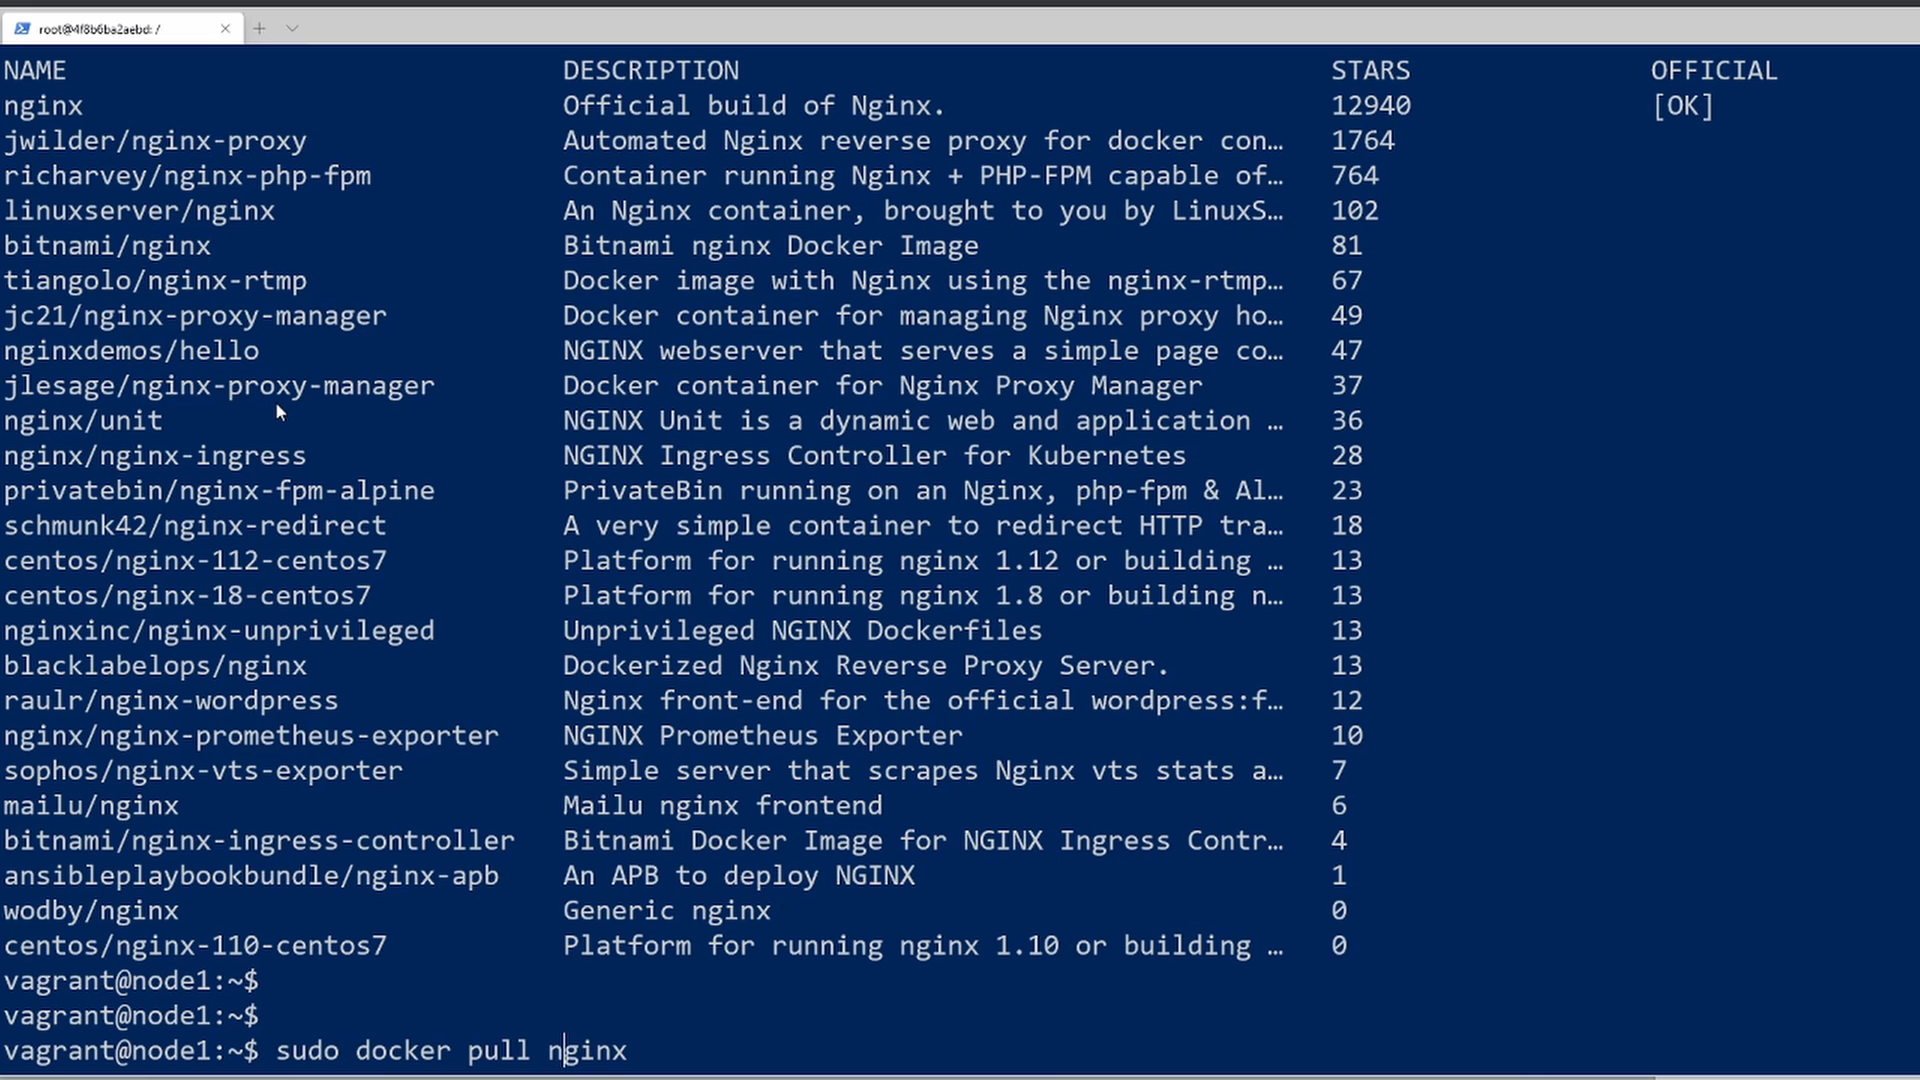 root@4f8b6ba2aebd: /
NAME DESCRIPTION STARS OFFICIAL
nginx Official build of Nginx. 12940 [OK]
jwilder/nginx-proxy Automated Nginx reverse proxy for docker con… 1764
richarvey/nginx-php-fpm Container running Nginx + PHP-FPM capable of… 764
linuxserver/nginx An Nginx container, brought to you by LinuxS… 102
bitnami/nginx Bitnami nginx Docker Image 81
tiangolo/nginx-rtmp Docker image with Nginx using the nginx-rtmp… 67
jc21/nginx-proxy-manager Docker container for managing Nginx proxy ho… 49
nginxdemos/hello NGINX webserver that serves a simple page co… 47
jlesage/nginx-proxy-manager Docker container for Nginx Proxy Manager 37
nginx/unit NGINX Unit is a dynamic web and application … 36
nginx/nginx-ingress NGINX Ingress Controller for Kubernetes 28
privatebin/nginx-fpm-alpine PrivateBin running on an Nginx, php-fpm & Al… 23
schmunk42/nginx-redirect A very simple container to redirect HTTP tra… 18
centos/nginx-112-centos7 Platform for running nginx 1.12 or building … 13
centos/nginx-18-centos7 Platform for running nginx 1.8 or building n… 13
nginxinc/nginx-unprivileged Unprivileged NGINX Dockerfiles 13
blacklabelops/nginx Dockerized Nginx Reverse Proxy Server. 13
raulr/nginx-wordpress Nginx front-end for the official wordpress:f… 12
nginx/nginx-prometheus-exporter NGINX Prometheus Exporter 10
sophos/nginx-vts-exporter Simple server that scrapes Nginx vts stats a… 7
mailu/nginx Mailu nginx frontend 6
bitnami/nginx-ingress-controller Bitnami Docker Image for NGINX Ingress Contr… 4
ansibleplaybookbundle/nginx-apb An APB to deploy NGINX 1
wodby/nginx Generic nginx 0
centos/nginx-110-centos7 Platform for running nginx 1.10 or building … 0
vagrant@node1:~$
vagrant@node1:~$
vagrant@node1:~$ sudo docker pull nginx